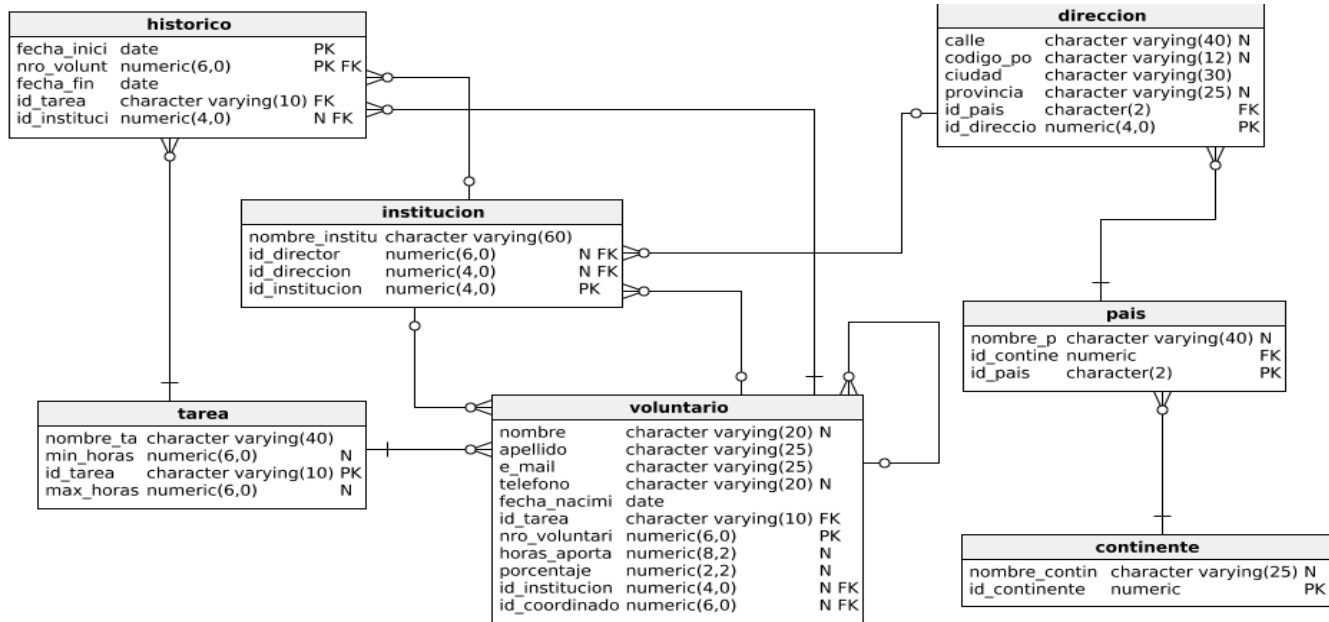 historico
fecha_inici date PK
nro_volunt numeric(6,0) PK FK
fecha_fin date
id_tarea character varying(10) FK
id_instituci numeric(4,0) N FK
direccion
calle character varying(40) N
codigo_po character varying(12) N
ciudad character varying(30)
provincia character varying(25) N
id_pais character(2) FK
id_direccio numeric(4,0) PK
institucion
nombre_institu character varying(60)
id_director numeric(6,0) N FK
id_direccion numeric(4,0) N FK
id_institucion numeric(4,0) PK
pais
nombre_p character varying(40) N
id_contine numeric FK
id_pais character(2) PK
tarea
nombre_ta character varying(40)
min_horas numeric(6,0) N
id_tarea character varying(10) PK
max_horas numeric(6,0) N
voluntario
nombre character varying(20) N
apellido character varying(25)
e_mail character varying(25)
telefono character varying(20) N
fecha_nacimi date
id_tarea character varying(10) FK
nro_voluntari numeric(6,0) PK
horas_aporta numeric(8,2) N
porcentaje numeric(2,2) N
id_institucion numeric(4,0) N FK
id_coordinado numeric(6,0) N FK
continente
nombre_contin character varying(25) N
id_continente numeric PK